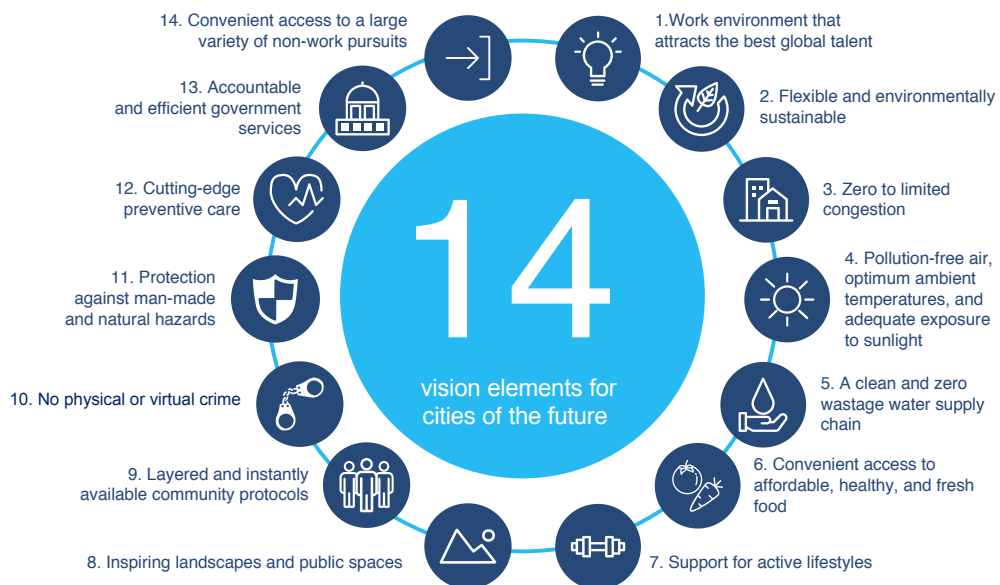 14
vision elements for
cities of the future
1.Work environment that
attracts the best global talent
2. Flexible and environmentally
sustainable
3. Zero to limited
congestion
4. Pollution-free air,
optimum ambient
temperatures, and
adequate exposure
to sunlight
5. A clean and zero
wastage water supply
chain
6. Convenient access to
affordable, healthy, and fresh
food
7. Support for active lifestyles
8. Inspiring landscapes and public spaces
9. Layered and instantly
available community protocols
10. No physical or virtual crime
11. Protection
against man-made
and natural hazards
12. Cutting-edge
preventive care
13. Accountable
and efficient government
services
14. Convenient access to a large
variety of non-work pursuits